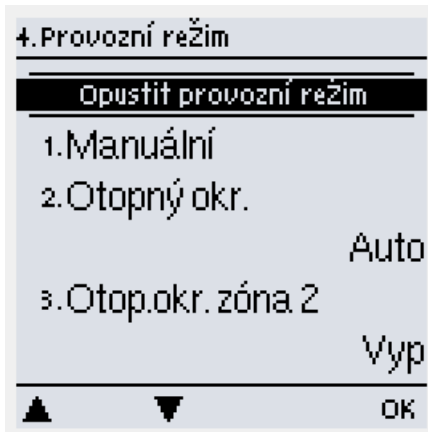 4.Provozní reŽim
Opustit provozní reŽim
1.Manuální
2.Otopný okr.
Auto
3.Otop.okr. zóna 2
Vyp
OK